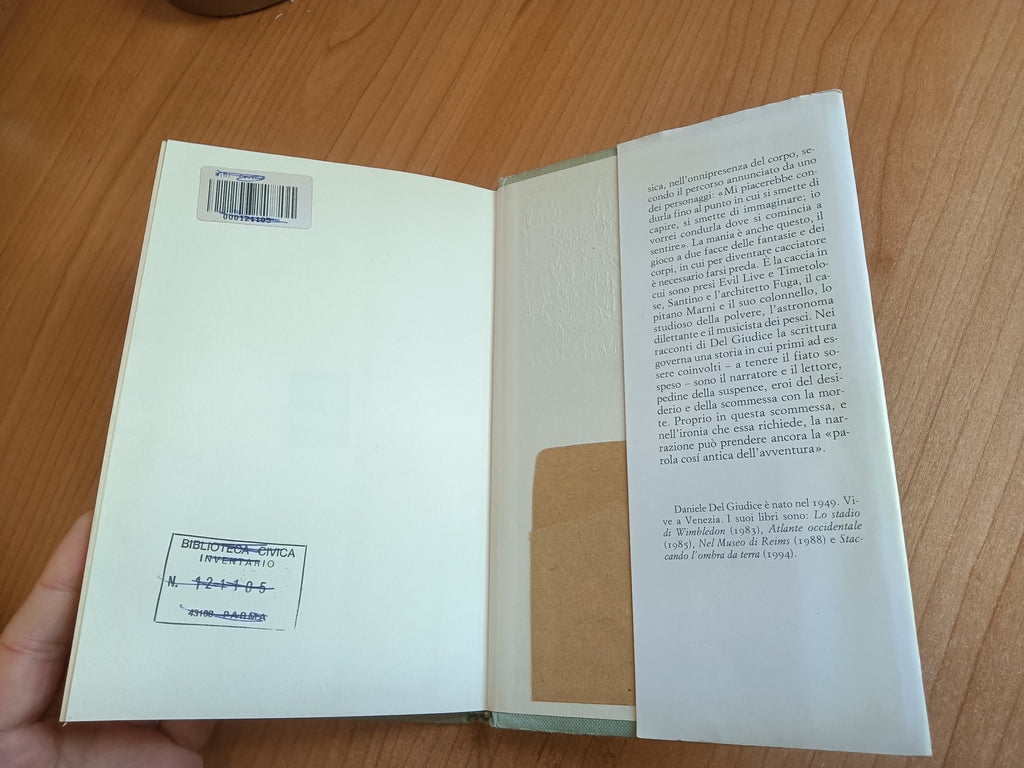 000121105
BIBLIOTECA CIVICA
INVENTARIO
N. 121105
43100 PARMA
sica, nell'onnipresenza del corpo, se-
condo il percorso annunciato da uno
dei personaggi: «Mi piacerebbe con-
durla fino al punto in cui si smette di
capire, si smette di immaginare; io
vorrei condurla dove si comincia a
sentire». La mania è anche questo, il
gioco a due facce delle fantasie e dei
corpi, in cui per diventare cacciatore
è necessario farsi preda. E la caccia in
cui sono presi Evil Live e Timetolo-
se, Santino e l'architetto Fuga, il ca-
pitano Marni e il suo colonnello, lo
studioso della polvere, l'astronoma
dilettante e il musicista dei pesci. Nei
racconti di Del Giudice la scrittura
governa una storia in cui primi ad es-
sere coinvolti – a tenere il fiato so-
speso – sono il narratore e il lettore,
pedine della suspence, eroi del desi-
derio e della scommessa con la mor-
te. Proprio in questa scommessa, e
nell'ironia che essa richiede, la nar-
razione può prendere ancora la «pa-
rola cosí antica dell'avventura».
Daniele Del Giudice è nato nel 1949. Vi-
ve a Venezia. I suoi libri sono: Lo stadio
di Wimbledon (1983), Atlante occidentale
(1985), Nel Museo di Reims (1988) e Stac-
cando l'ombra da terra (1994).